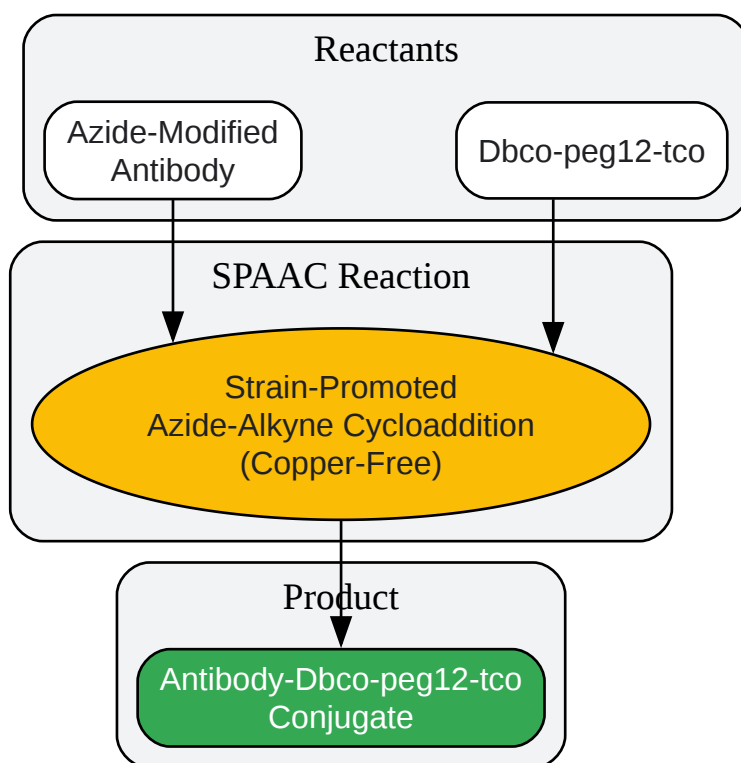 Reactants
Azide-Modified
Antibody
Dbco-peg12-tco
SPAAC Reaction
Strain-Promoted
Azide-Alkyne Cycloaddition
(Copper-Free)
Product
Antibody-Dbco-peg12-tco
Conjugate